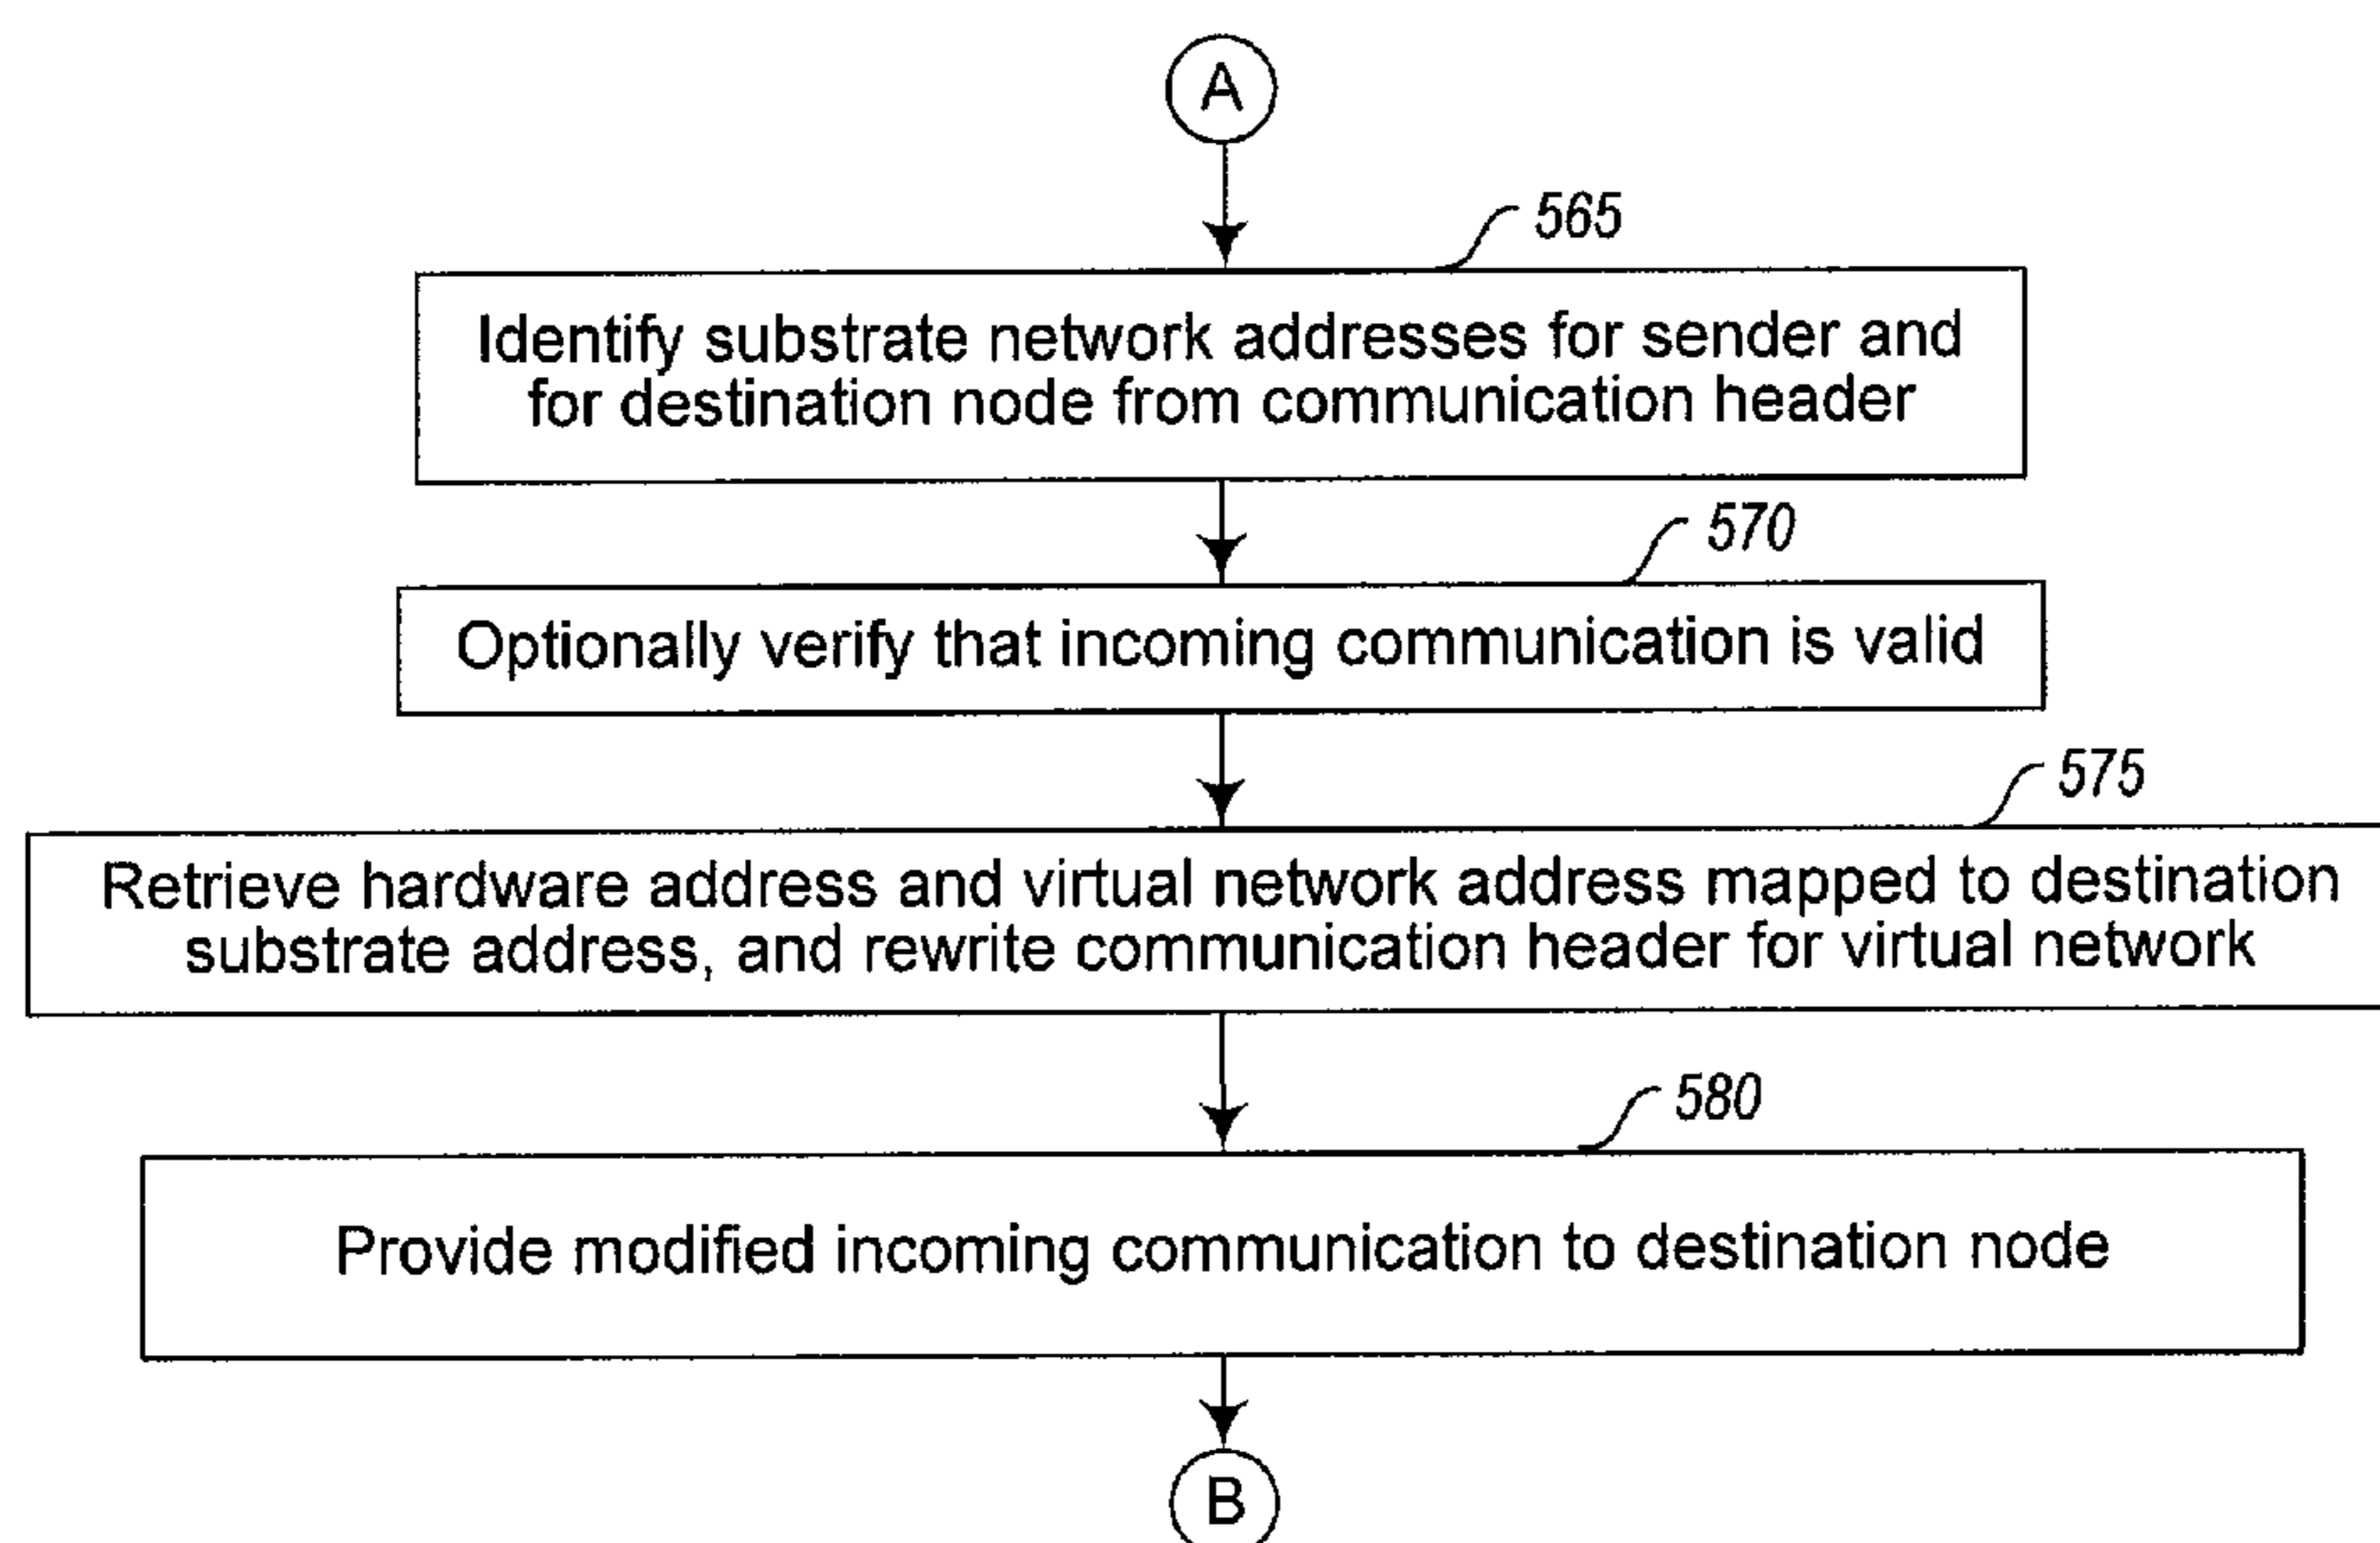 A
565
Identify substrate network addresses for sender and
for destination node from communication header
570
Optionally verify that incoming communication is valid
575
Retrieve hardware address and virtual network address mapped to destination
substrate address, and rewrite communication header for virtual network
580
Provide modified incoming communication to destination node
B